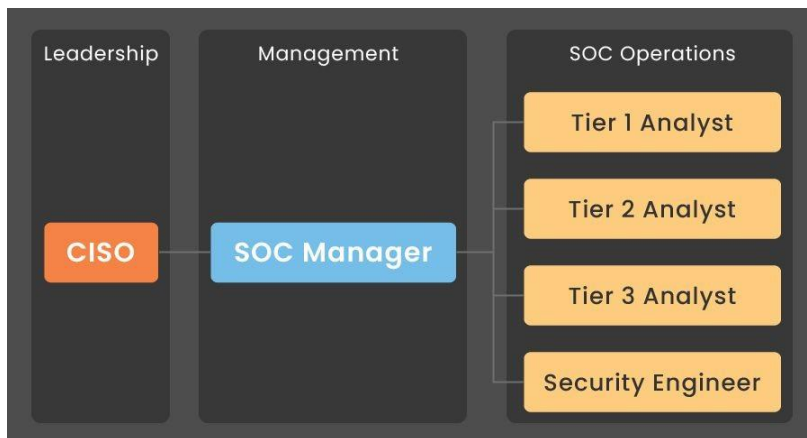 Leadership
Management
SOC Operations
CISO
SOC Manager
Tier 1 Analyst
Tier 2 Analyst
Tier 3 Analyst
Security Engineer